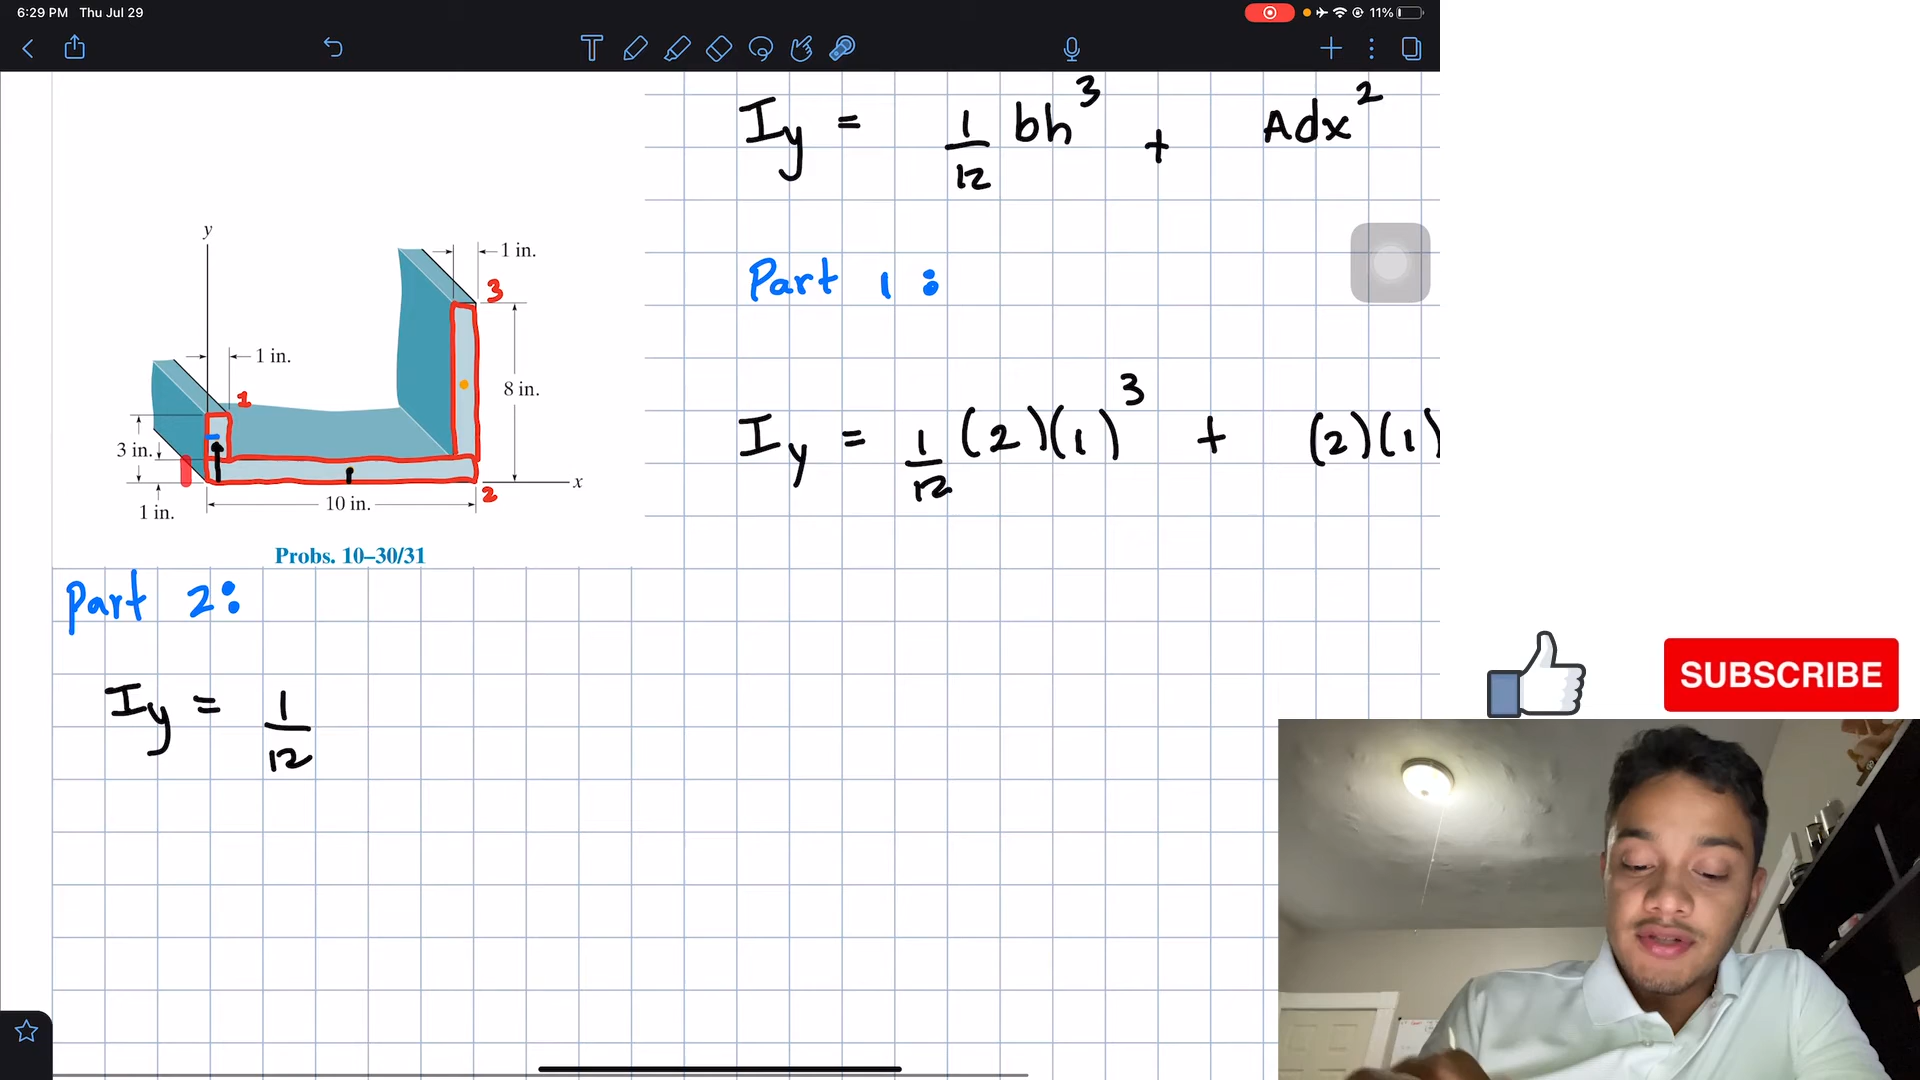 6:29 PM Thu Jul 29
11%
Iy = 1/12 bh³ + Adx²
Part 1:
Iy = 1/12 (2)(1)³ + (2)(1)
y
1 in.
3
1 in.
1
8 in.
3 in.
x
2
10 in.
1 in.
Probs. 10–30/31
Part 2:
Iy = 1/12
SUBSCRIBE